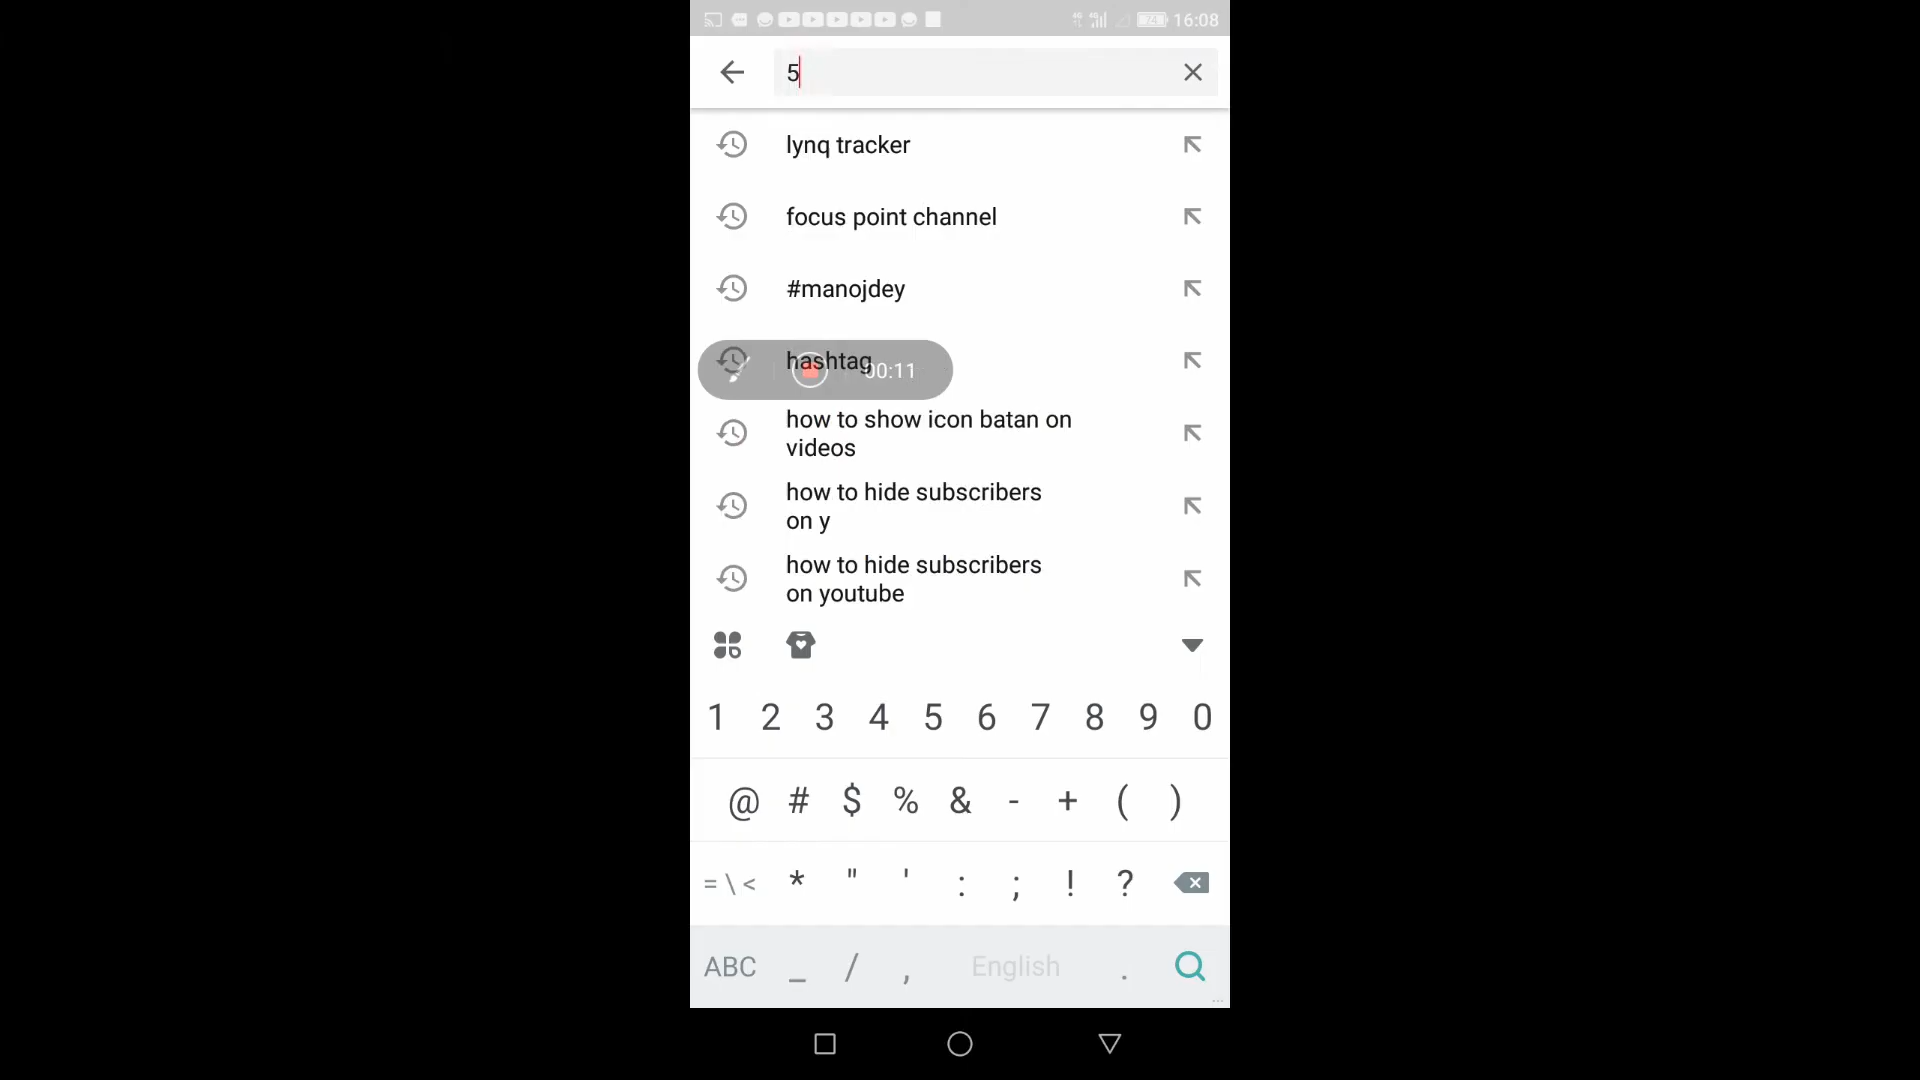 24 16:08
5
lynq tracker
focus point channel
#manojdey
hashtag
00:11
how to show icon batan on
videos
how to hide subscribers
on y
how to hide subscribers
on youtube
1 2 3 4 5 6 7 8 9 0
@ # $ % & - + ( )
= \ < * " ' : ; ! ?
ABC _ / , English .